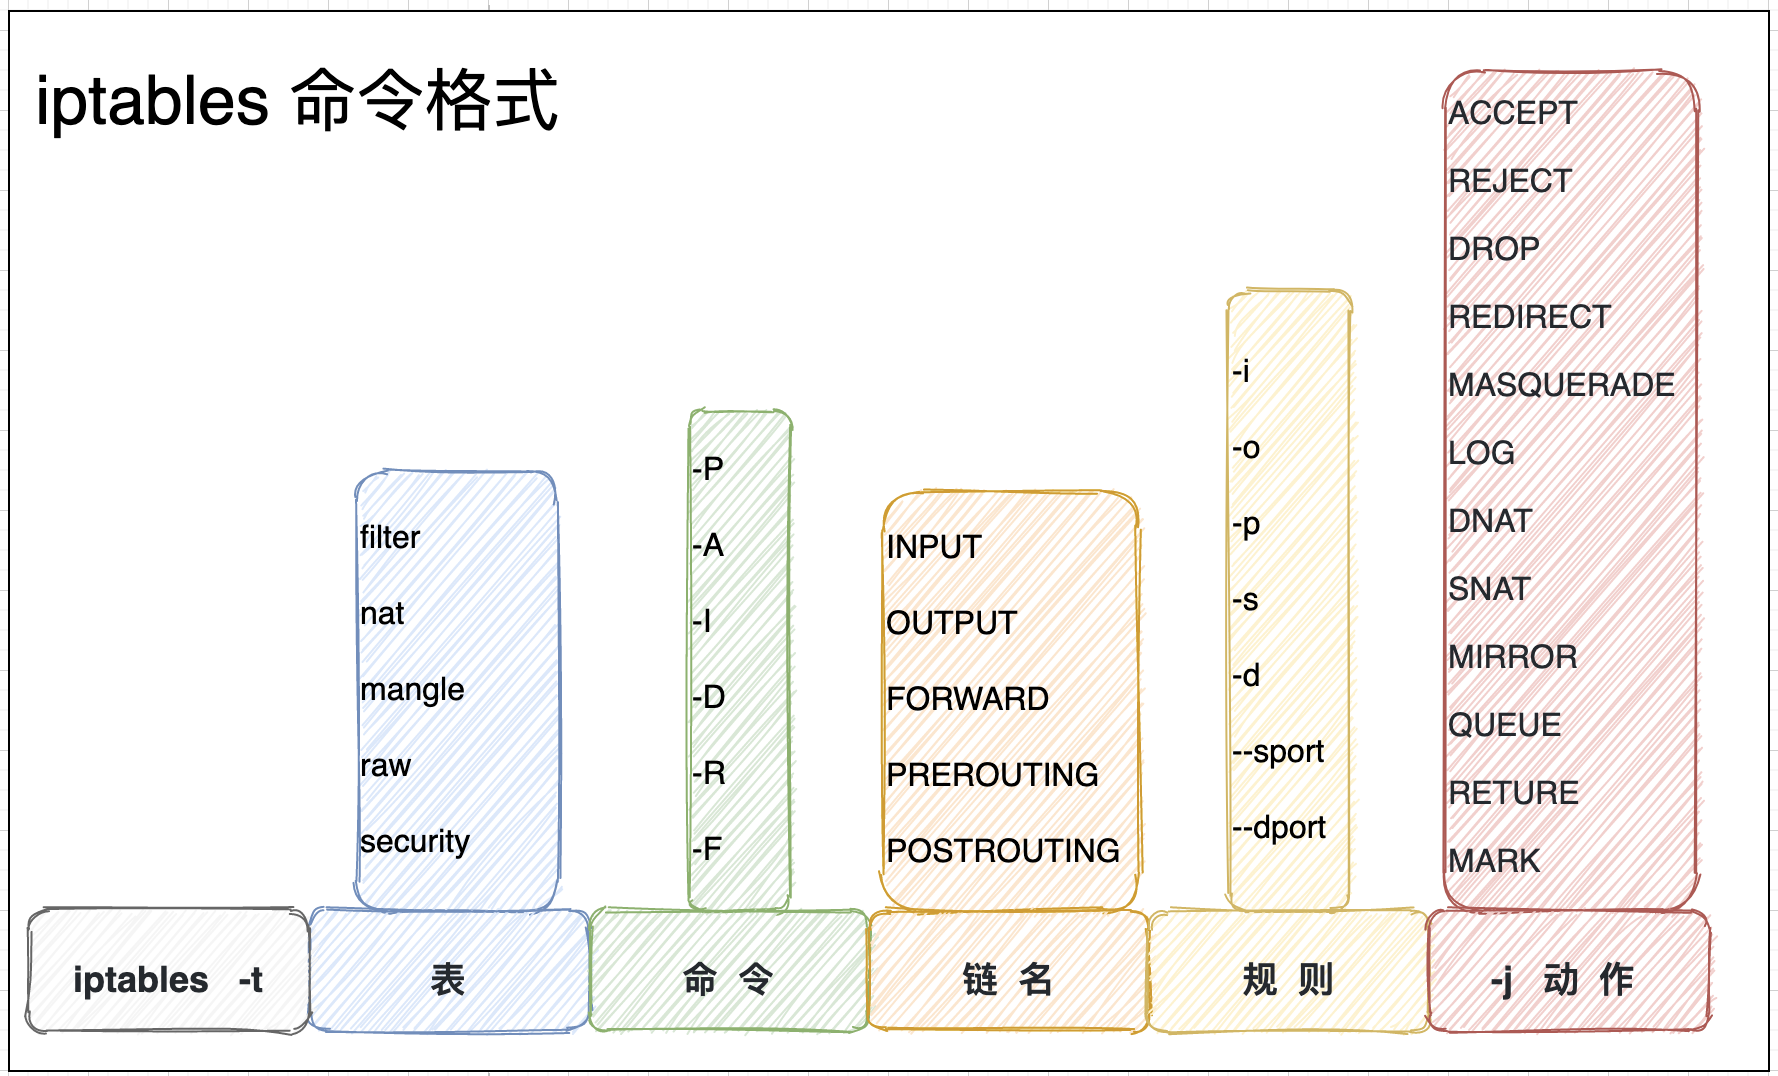 iptables 命令格式
filter
nat
mangle
raw
security
-P
-A
-I
-D
-R
-F
INPUT
OUTPUT
FORWARD
PREROUTING
POSTROUTING
-i
-o
-p
-s
-d
--sport
--dport
ACCEPT
REJECT
DROP
REDIRECT
MASQUERADE
LOG
DNAT
SNAT
MIRROR
QUEUE
RETURE
MARK
iptables -t
表
命 令
链 名
规 则
-j 动 作